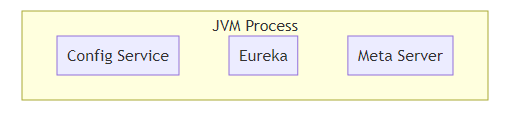 JVM Process
Config Service
Eureka
Meta Server